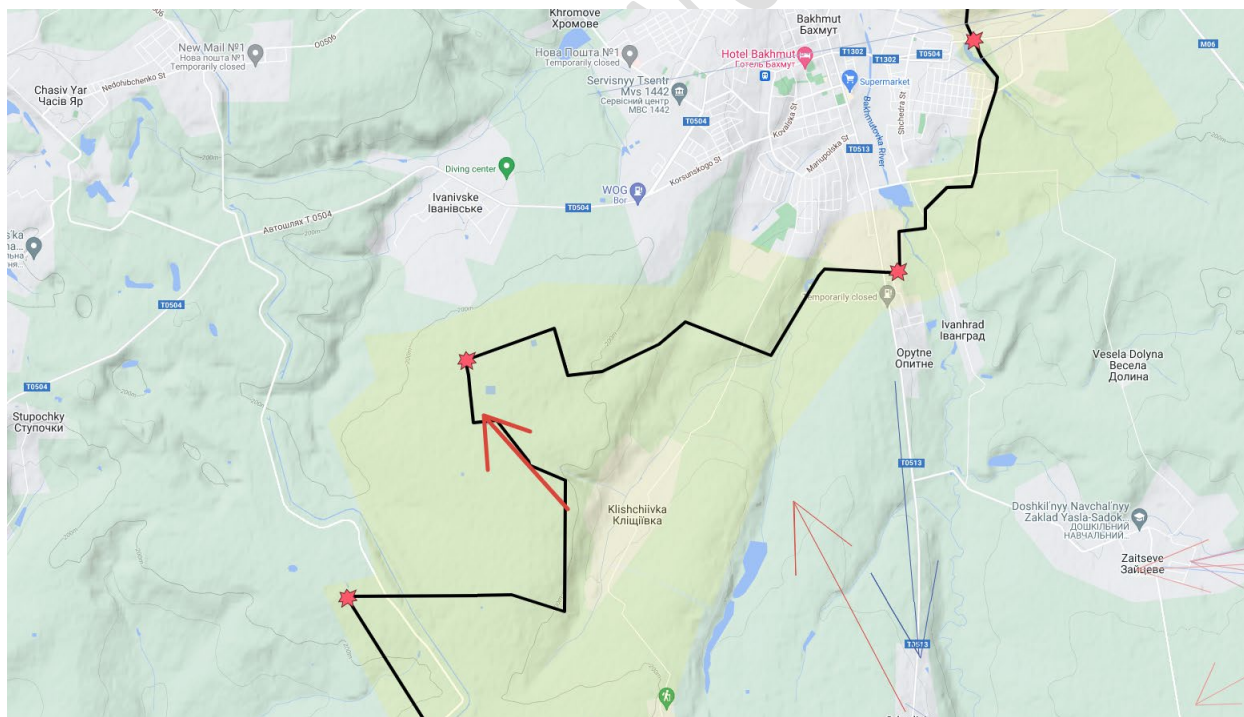 Khromove
Хромове
Bakhmut
Бахмут
O0506
New Mail №1
Нова пошта №1
Temporarily closed
Нова Пошта №1
Temporarily closed
Hotel Bakhmut
Готель Бахмут
T1302
T0504
T1302
M06
Nedohibchenko St
Chasiv Yar
Часів Яр
Servisnyy Tsentr
Mvs 1442
Сервісний центр
МВС 1442
Supermarket
T0504
Kovalska St
Bakhmutovka River
Shchedra St
Mariupolska St
T0513
Diving center
Korsunskogo St
WOG
Вог
Ivanivske
Іванівське
T0504
Автошлях Т 0504
T0504
Temporarily closed
Ivanhrad
Іванград
Opytne
Опитне
Vesela Dolyna
Весела
Долина
T0504
Stupochky
Ступочки
T0513
Klishchiivka
Кліщіївка
Doshkil'nyy Navchal'nyy
Zaklad Yasla-Sadok..
ДОШКІЛЬНИЙ
НАВЧАЛЬНИЙ...
Zaitseve
Зайцеве
T0513